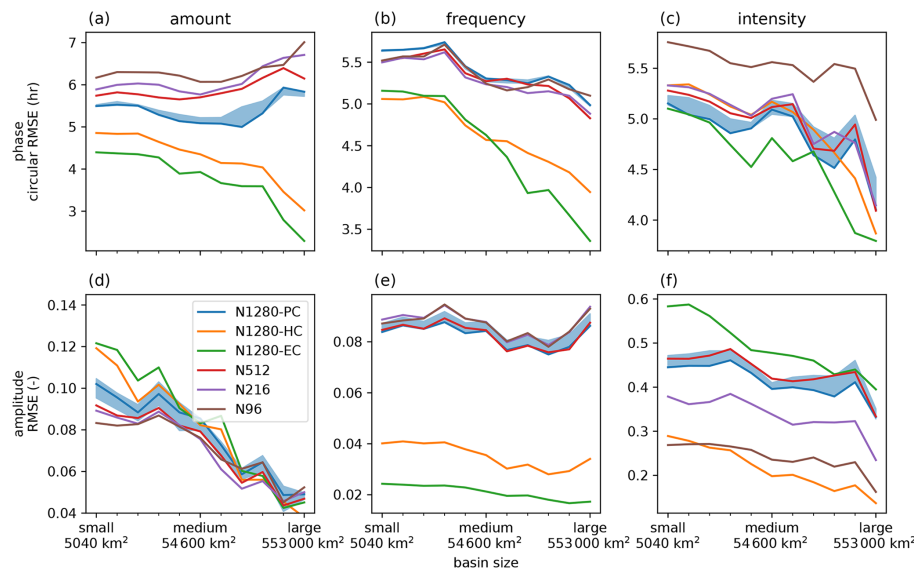 (a) amount
(b) frequency
(c) intensity
phase
circular RMSE (hr)
7
6
5
4
3
5.5
5.0
4.5
4.0
3.5
5.5
5.0
4.5
4.0
(d)
(e)
(f)
amplitude
RMSE (-)
0.14
0.12
0.10
0.08
0.06
0.04
N1280-PC
N1280-HC
N1280-EC
N512
N216
N96
0.08
0.06
0.04
0.02
0.6
0.5
0.4
0.3
0.2
small medium large
5040 km² 54 600 km² 553 000 km²
small medium large
5040 km² 54 600 km² 553 000 km²
small medium large
5040 km² 54 600 km² 553 000 km²
basin size